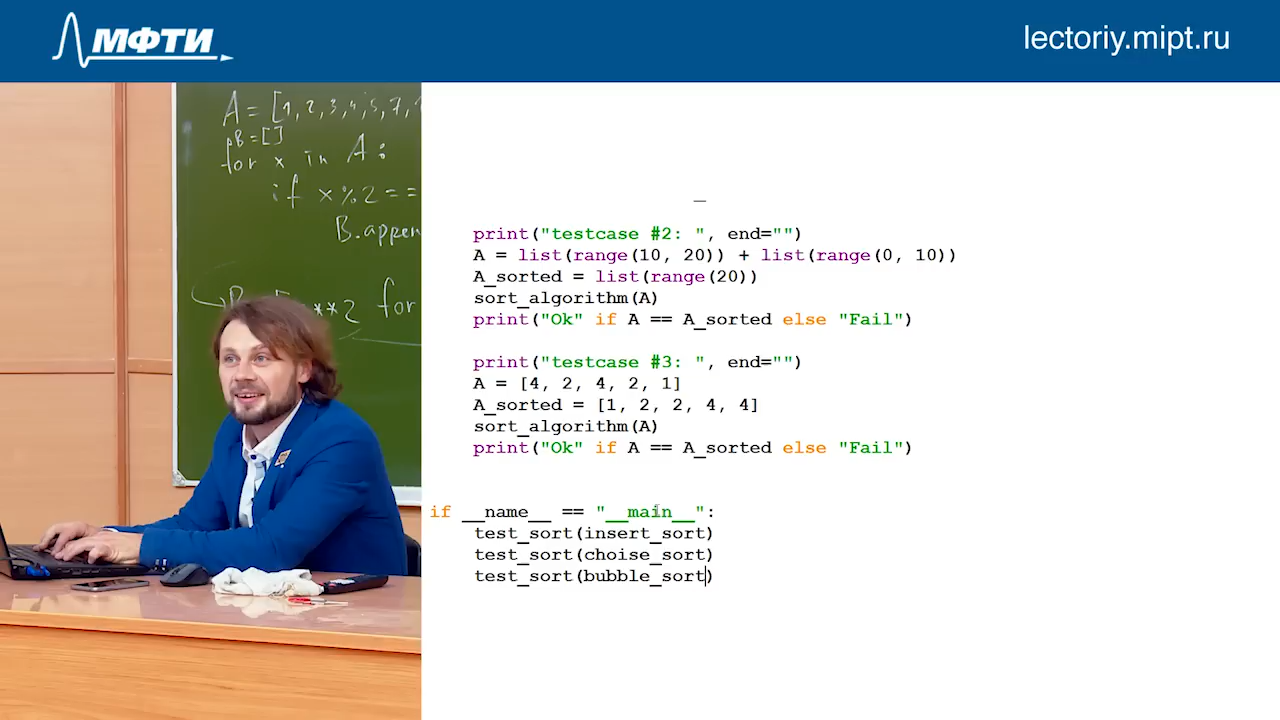 МФТИ
lectoriy.mipt.ru
A = [1, 2, 3, 4, 5, 7,
B = []
for x in A:
if x%2 ==
B.appen
**2 for
print("testcase #2: ", end="")
A = list(range(10, 20)) + list(range(0, 10))
A_sorted = list(range(20))
sort_algorithm(A)
print("Ok" if A == A_sorted else "Fail")
print("testcase #3: ", end="")
A = [4, 2, 4, 2, 1]
A_sorted = [1, 2, 2, 4, 4]
sort_algorithm(A)
print("Ok" if A == A_sorted else "Fail")
if __name__ == "__main__":
test_sort(insert_sort)
test_sort(choise_sort)
test_sort(bubble_sort)